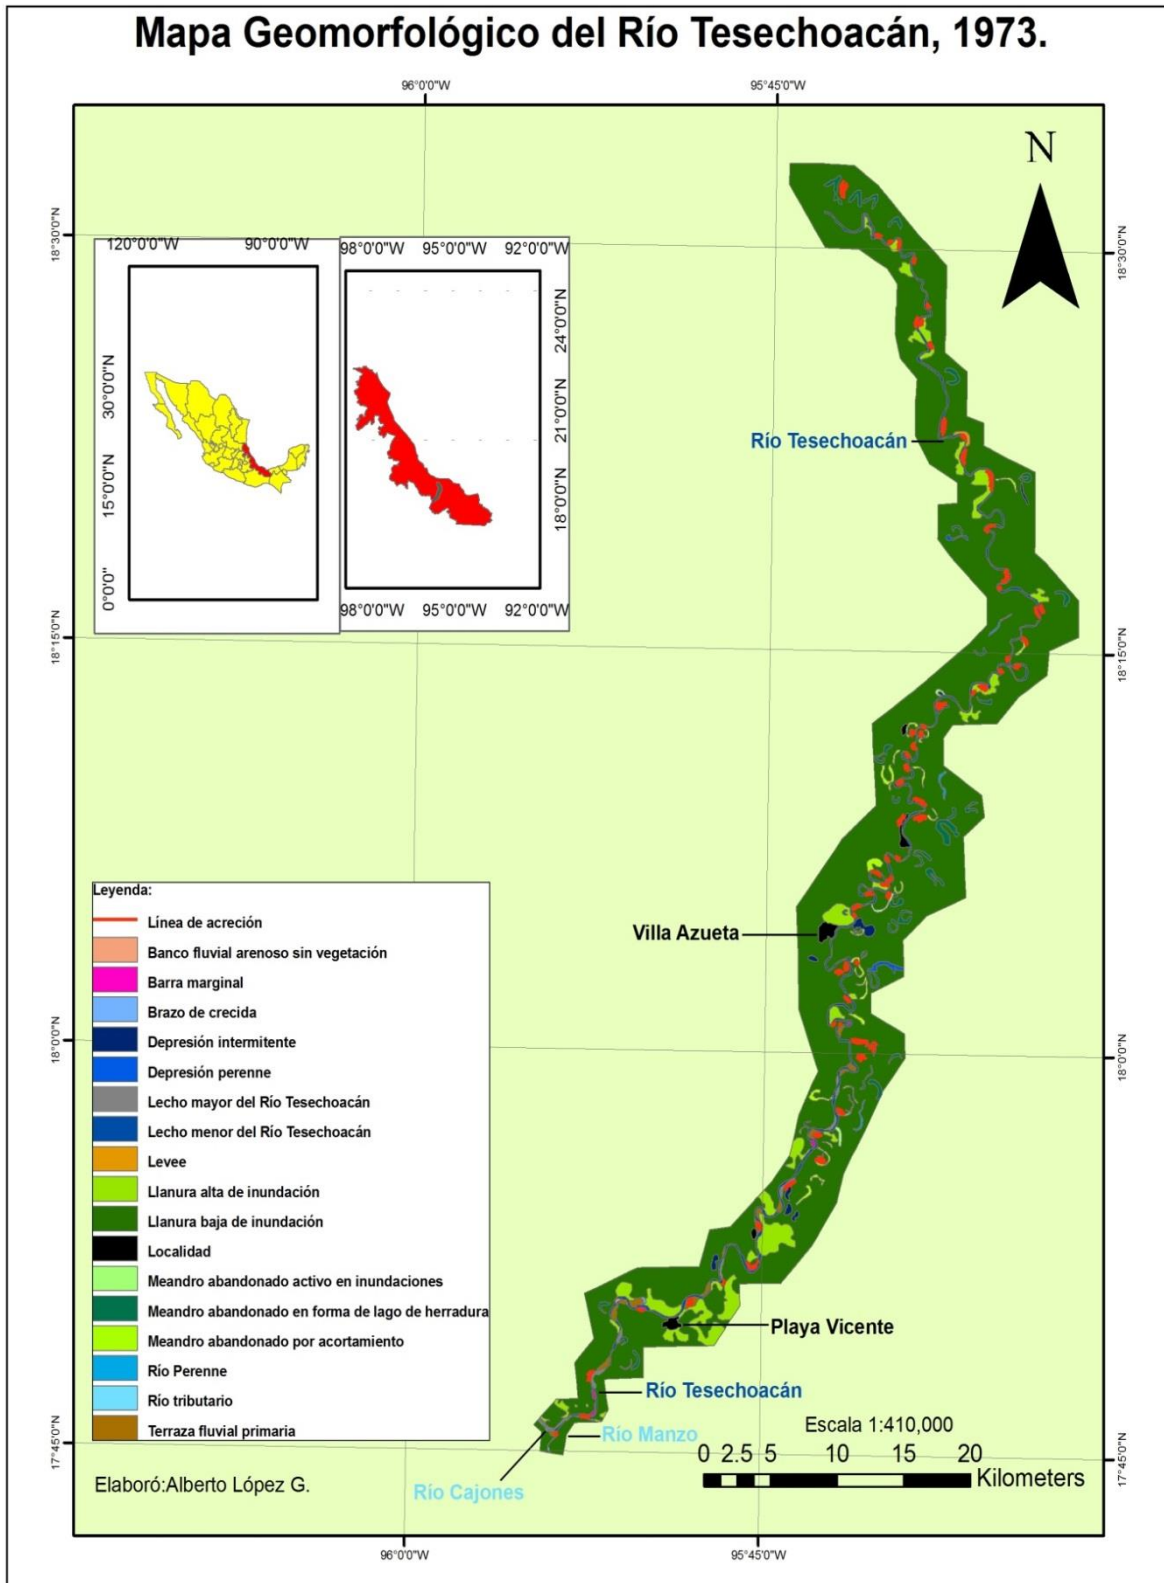 Mapa Geomorfológico del Río Tesechoacán, 1973.
96°0'0"W
95°45'0"W
N
18°30'0"N
18°30'0"N
120°0'0"W
90°0'0"W
30°0'0"N
15°0'0"N
0°0'0"
98°0'0"W
95°0'0"W
92°0'0"W
24°0'0"N
21°0'0"N
18°0'0"N
98°0'0"W
95°0'0"W
92°0'0"W
Río Tesechoacán
18°15'0"N
18°15'0"N
Villa Azueta
18°0'0"N
18°0'0"N
Leyenda:
Línea de acreción
Banco fluvial arenoso sin vegetación
Barra marginal
Brazo de crecida
Depresión intermitente
Depresión perenne
Lecho mayor del Río Tesechoacán
Lecho menor del Río Tesechoacán
Levee
Llanura alta de inundación
Llanura baja de inundación
Localidad
Meandro abandonado activo en inundaciones
Meandro abandonado en forma de lago de herradura
Meandro abandonado por acortamiento
Río Perenne
Río tributario
Terraza fluvial primaria
Playa Vicente
Río Tesechoacán
Río Manzo
Río Cajones
17°45'0"N
17°45'0"N
Escala 1:410,000
0 2.5 5 10 15 20
Kilometers
Elaboró:Alberto López G.
96°0'0"W
95°45'0"W